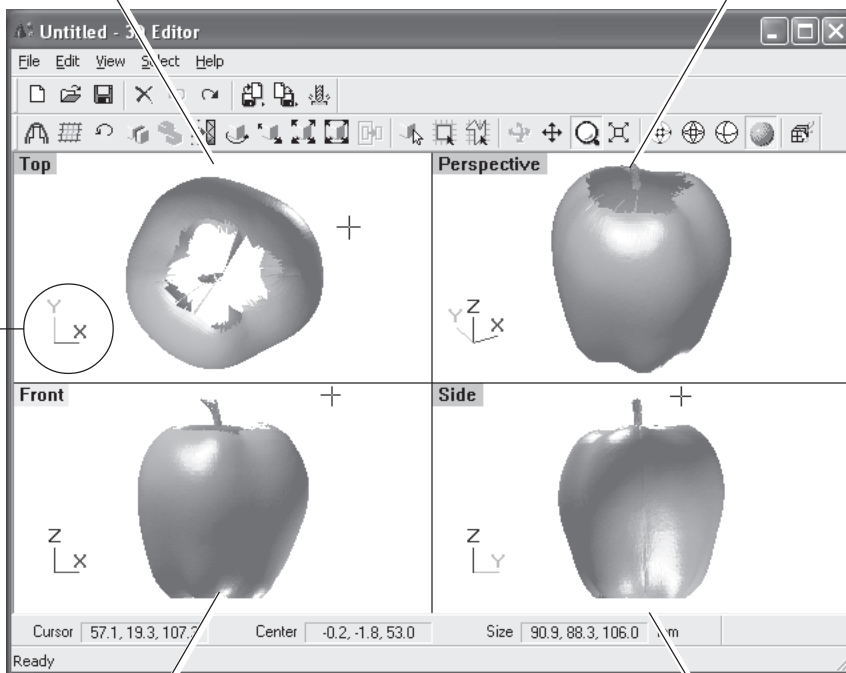 Untitled - 3D Editor
File Edit View Select Help
Top
Perspective
Y
X
Z
Y
X
Front
Side
Z
X
Z
Y
Cursor 57.1, 19.3, 107. Center -0.2, -1.8, 53.0 Size 90.9, 88.3, 106.0 mm
Ready